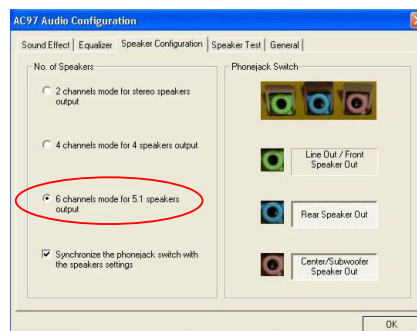 AC97 Audio Configuration
Sound Effect
Equalizer
Speaker Configuration
Speaker Test
General
No. of Speakers
2 channels mode for stereo speakers
output
4 channels mode for 4 speakers output
6 channels mode for 5.1 speakers
output
Synchronize the phonejack switch with
the speakers settings
Phonejack Switch
Line Out / Front
Speaker Out
Rear Speaker Out
Center/Subwoofer
Speaker Out
OK